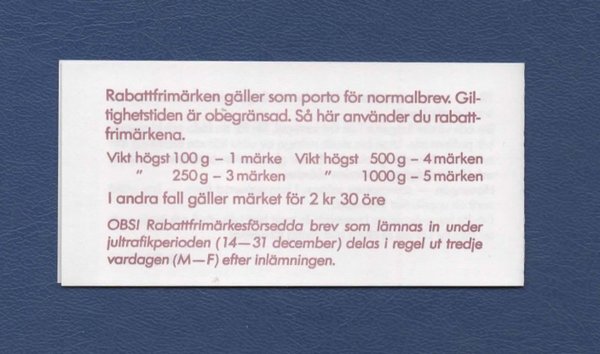 Rabattfrimärken gäller som porto för normalbrev. Gil-
tighetstiden är obegränsad. Så här använder du rabatt-
frimärkena.
Vikt högst 100 g – 1 märke Vikt högst 500 g – 4 märken
" 250 g – 3 märken " 1000 g – 5 märken
I andra fall gäller märket för 2 kr 30 öre
OBS! Rabattfrimärkesförsedda brev som lämnas in under
jultrafikperioden (14—31 december) delas i regel ut tredje
vardagen (M—F) efter inlämningen.